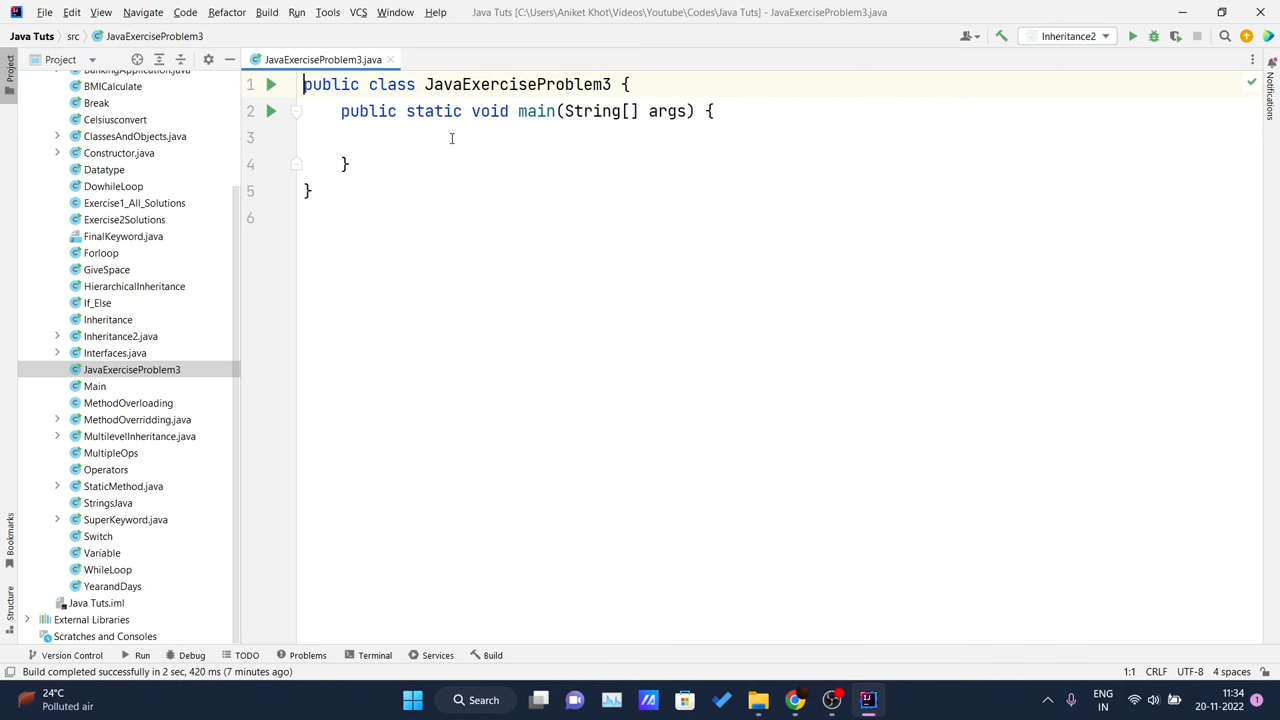 File Edit View Navigate Code Refactor Build Run Tools VCS Window Help Java Tuts [C:\Users\Aniket Khot\Videos\Youtube\Codes\Java Tuts] - JavaExerciseProblem3.java
Java Tuts src JavaExerciseProblem3 Inheritance2
Project JavaExerciseProblem3.java
Project
Notifications
BankingApplication.java
BMICalculate
Break
Celsiusconvert
ClassesAndObjects.java
Constructor.java
Datatype
DowhileLoop
Exercise1_All_Solutions
Exercise2Solutions
FinalKeyword.java
Forloop
GiveSpace
HierarchicalInheritance
If_Else
Inheritance
Inheritance2.java
Interfaces.java
JavaExerciseProblem3
Main
MethodOverloading
MethodOverridding.java
MultilevelInheritance.java
MultipleOps
Operators
StaticMethod.java
StringsJava
SuperKeyword.java
Switch
Variable
WhileLoop
YearandDays
Java Tuts.iml
External Libraries
Scratches and Consoles
Bookmarks
Structure
1 public class JavaExerciseProblem3 {
2 public static void main(String[] args) {
3
4 }
5 }
6
Version Control Run Debug TODO Problems Terminal Services Build
Build completed successfully in 2 sec, 420 ms (7 minutes ago) 1:1 CRLF UTF-8 4 spaces
24°C
Polluted air
Search
ENG
IN
11:34
20-11-2022
1